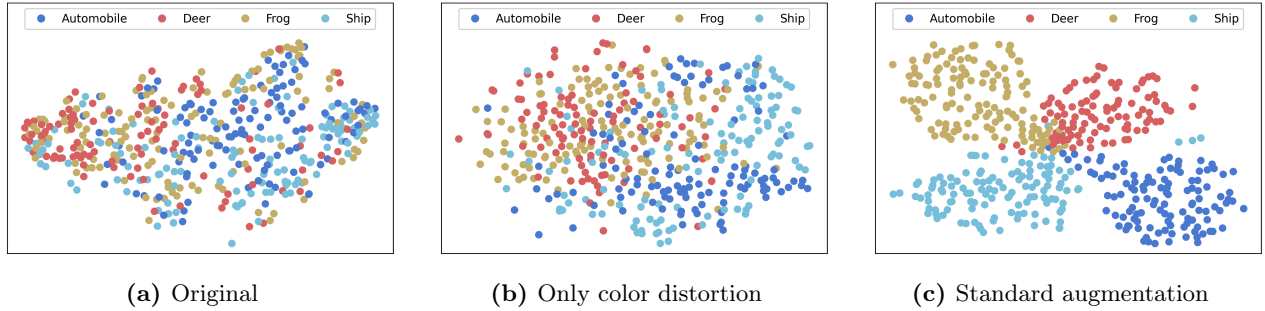 Automobile Deer Frog Ship
Automobile Deer Frog Ship
Automobile Deer Frog Ship
(a) Original
(b) Only color distortion
(c) Standard augmentation